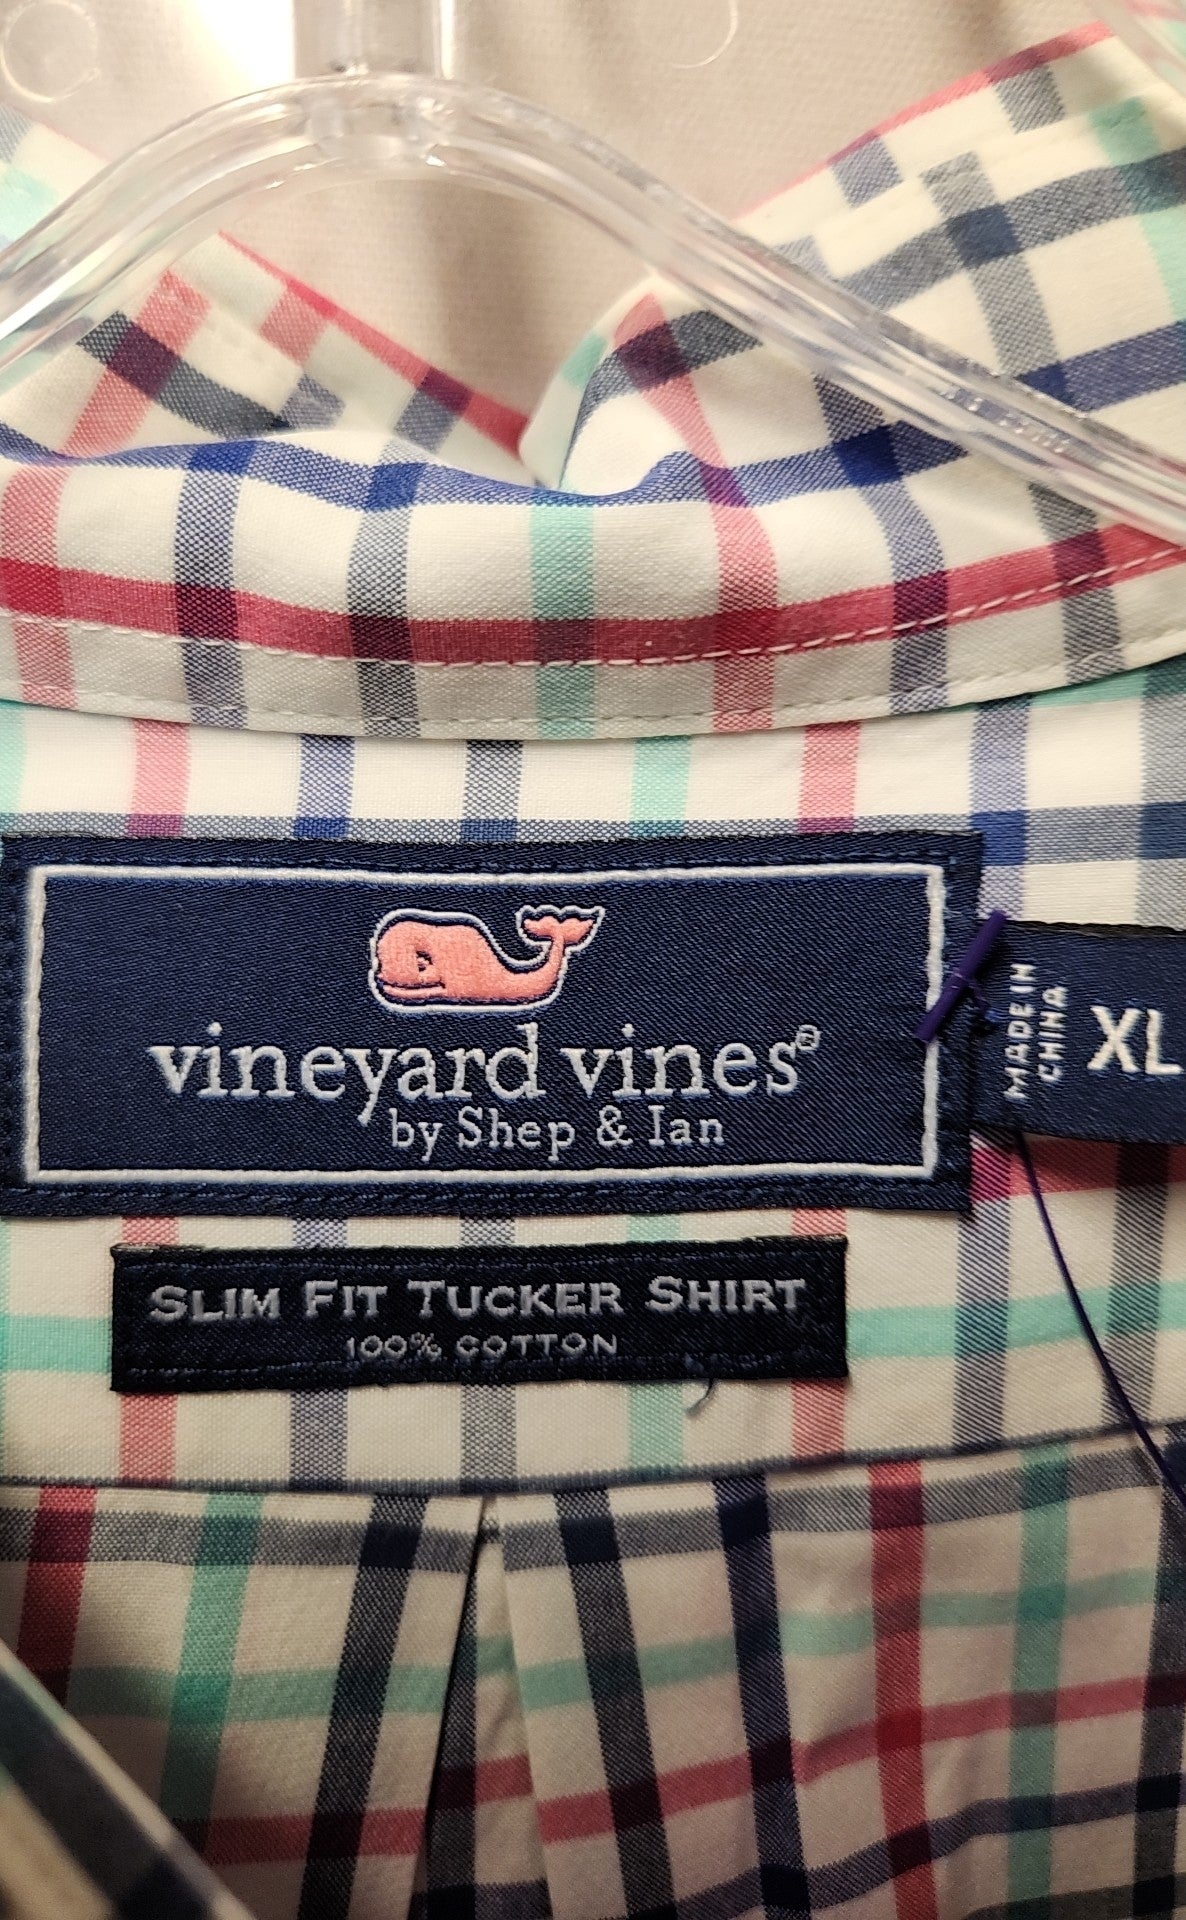 vineyard vines®
by Shep & Ian
MADE IN
CHINA
XL
SLIM FIT TUCKER SHIRT
100% COTTON